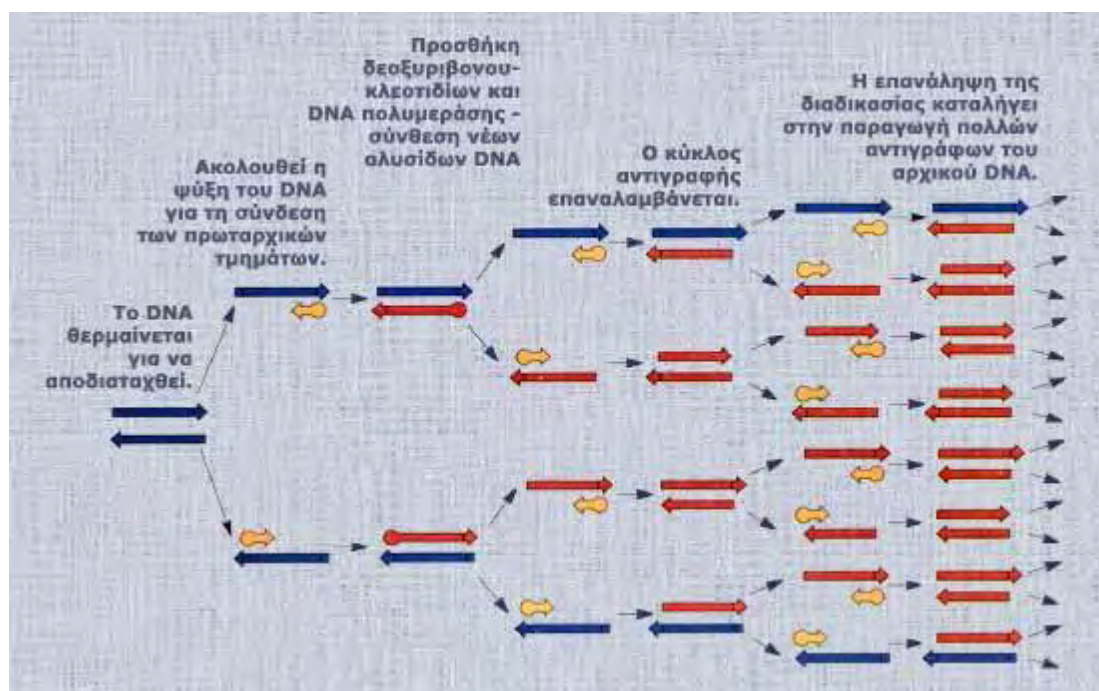 Το DNA
θερμαίνεται
για να
αποδιαταχθεί.
Ακολουθεί η
ψύξη του DNA
για τη σύνδεση
των πρωταρχικών
τμημάτων.
Προσθήκη
δεοξυριβονου-
κλεοτιδίων και
DNA πολυμεράσης -
σύνθεση νέων
αλυσίδων DNA
Ο κύκλος
αντιγραφής
επαναλαμβάνεται.
Η επανάληψη της
διαδικασίας καταλήγει
στην παραγωγή πολλών
αντιγράφων του
αρχικού DNA.